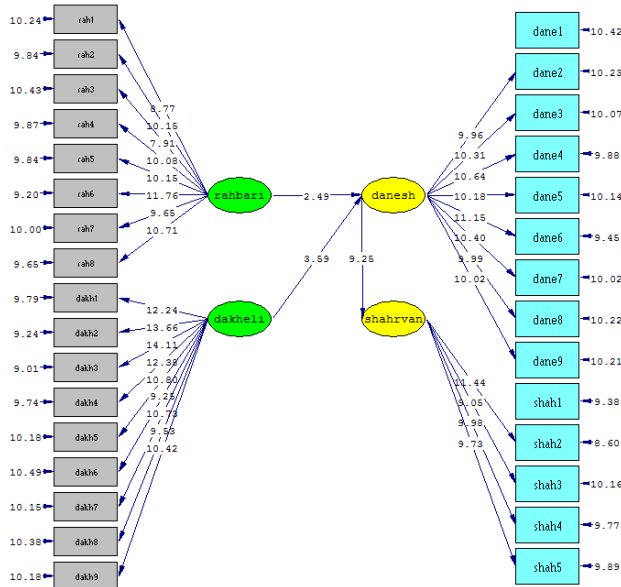 10.24 rah1
9.84 rah2
10.43 rah3
9.87 rah4
9.84 rah5
9.20 rah6
10.00 rah7
9.65 rah8
9.79 dakh1
9.24 dakh2
9.01 dakh3
9.74 dakh4
10.18 dakh5
10.49 dakh6
10.15 dakh7
10.38 dakh8
10.18 dakh9
8.77
10.15
7.91
10.08
10.15
11.76
9.65
10.71
12.24
13.66
14.11
12.38
10.80
9.25
10.73
9.53
10.42
rahbari
dakheli
2.49
3.59
9.25
danesh
shahrvan
9.96
10.31
10.64
10.18
11.15
10.40
9.99
10.02
11.44
9.05
9.98
9.73
dane1 10.42
dane2 10.23
dane3 10.07
dane4 9.88
dane5 10.14
dane6 9.45
dane7 10.02
dane8 10.22
dane9 10.21
shah1 9.38
shah2 8.60
shah3 10.16
shah4 9.77
shah5 9.89